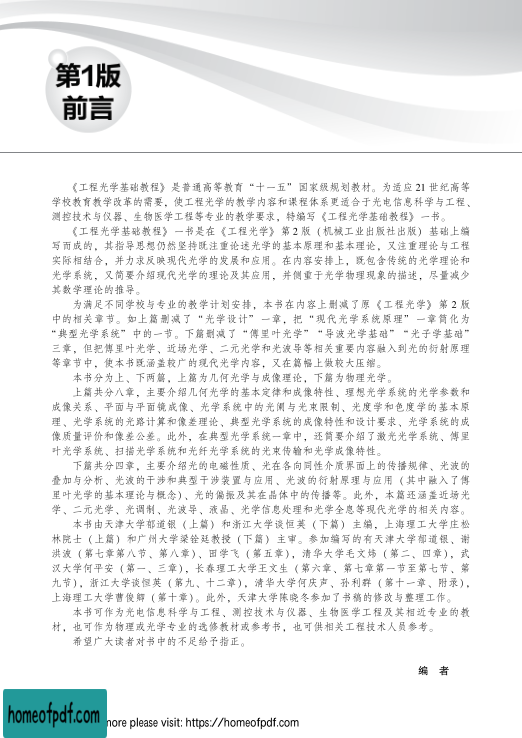 第1版
前言
《工程光学基础教程》是普通高等教育“十一五”国家级规划教材。为适应21世纪高等
学校教育教学改革的需要，使工程光学的教学内容和课程体系更适合于光电信息科学与工程、
测控技术与仪器、生物医学工程等专业的教学要求，特编写《工程光学基础教程》一书。
《工程光学基础教程》一书是在《工程光学》第2版（机械工业出版社出版）基础上编
写而成的，其指导思想仍然坚持既注重论述光学的基本原理和基本理论，又注重理论与工程
实际相结合，并力求反映现代光学的发展和应用。在内容安排上，既包含传统的光学理论和
光学系统，又简要介绍现代光学的理论及其应用，并侧重于光学物理现象的描述，尽量减少
其数学理论的推导。
为满足不同学校与专业的教学计划安排，本书在内容上删减了原《工程光学》第2版
中的相关章节。如上篇删减了“光学设计”一章，把“现代光学系统原理”一章简化为
“典型光学系统”中的一节。下篇删减了“傅里叶光学”“导波光学基础”“光子学基础”
三章，但把傅里叶光学、近场光学、二元光学和光波导等相关重要内容融入到光的衍射原理
等章节中，使本书既涵盖较广的现代光学内容，又在篇幅上做较大压缩。
本书分为上、下两篇，上篇为几何光学与成像理论，下篇为物理光学。
上篇共分八章，主要介绍几何光学的基本定律和成像特性、理想光学系统的光学参数和
成像关系、平面与平面镜成像、光学系统中的光阑与光束限制、光度学和色度学的基本原
理、光学系统的光路计算和像差理论、典型光学系统的成像特性和设计要求、光学系统的成
像质量评价和像差公差。此外，在典型光学系统一章中，还简要介绍了激光光学系统、傅里
叶光学系统、扫描光学系统和光纤光学系统的光束传输和光学成像特性。
下篇共分四章，主要介绍光的电磁性质、光在各向同性介质界面上的传播规律、光波的
叠加与分析、光波的干涉和典型干涉装置与应用、光波的衍射原理与应用（其中融入了傅
里叶光学的基本理论与概念）、光的偏振及其在晶体中的传播等。此外，本篇还涵盖近场光
学、二元光学、光调制、光波导、液晶、光学信息处理和光学全息等现代光学的相关内容。
本书由天津大学郁道银（上篇）和浙江大学谈恒英（下篇）主编，上海理工大学庄松
林院士（上篇）和广州大学梁铨廷教授（下篇）主审。参加编写的有天津大学郁道银、谢
洪波（第七章第八节、第八章）、田学飞（第五章），清华大学毛文炜（第二、四章），武
汉大学何平安（第一、三章），长春理工大学王文生（第六章、第七章第一节至第七节、第
九节），浙江大学谈恒英（第九、十二章），清华大学何庆声、孙利群（第十一章、附录），
上海理工大学曹俊卿（第十章）。此外，天津大学陈晓冬参加了书稿的修改与整理工作。
本书可作为光电信息科学与工程、测控技术与仪器、生物医学工程及其相近专业的教
材，也可作为物理或光学专业的选修教材或参考书，也可供相关工程技术人员参考。
希望广大读者对书中的不足给予指正。
编 者
homeofpdf.com
more please visit: https://homeofpdf.com